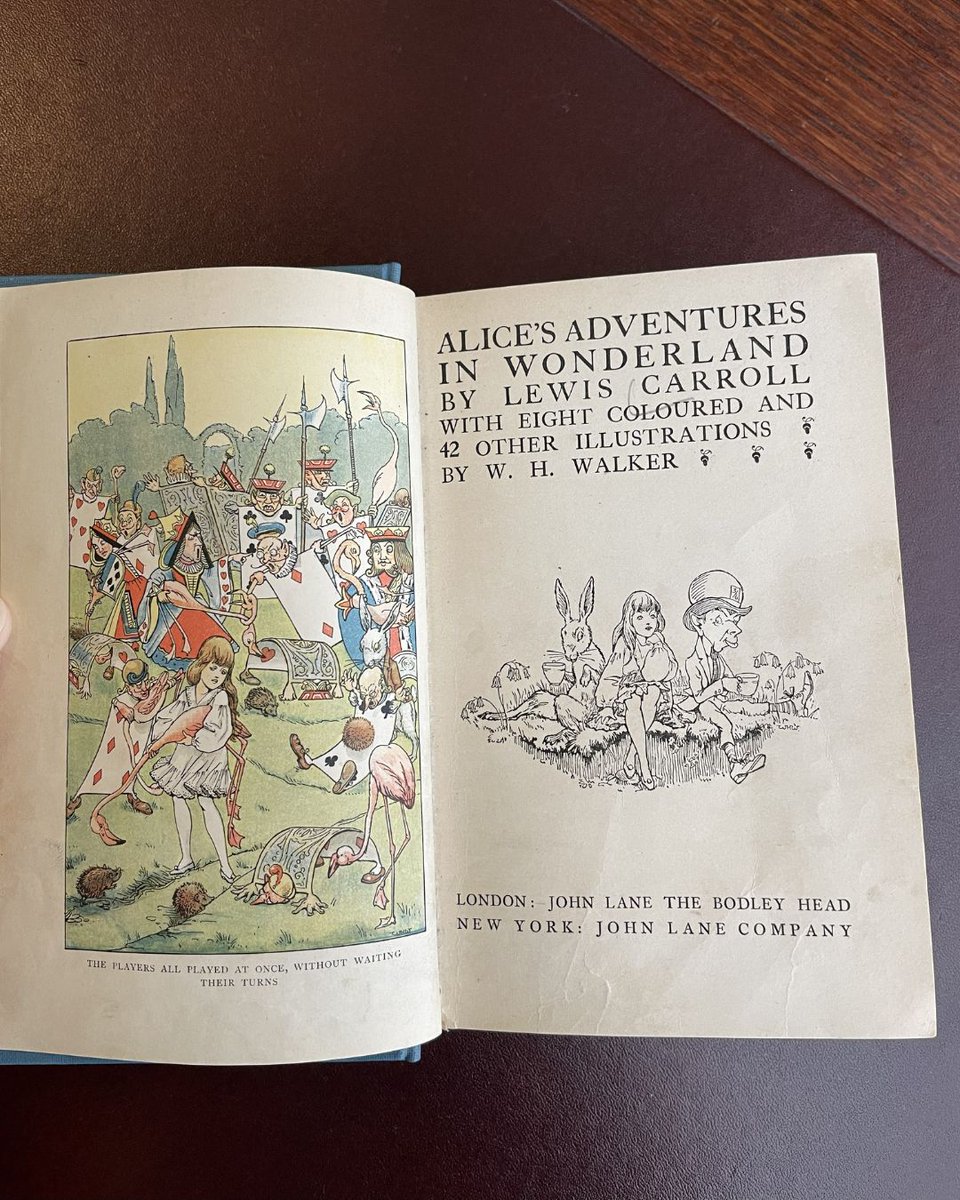 THE PLAYERS ALL PLAYED AT ONCE, WITHOUT WAITING
THEIR TURNS
ALICE'S ADVENTURES
IN WONDERLAND
BY LEWIS CARROLL
WITH EIGHT COLOURED AND
42 OTHER ILLUSTRATIONS
BY W. H. WALKER
LONDON: JOHN LANE THE BODLEY HEAD
NEW YORK: JOHN LANE COMPANY